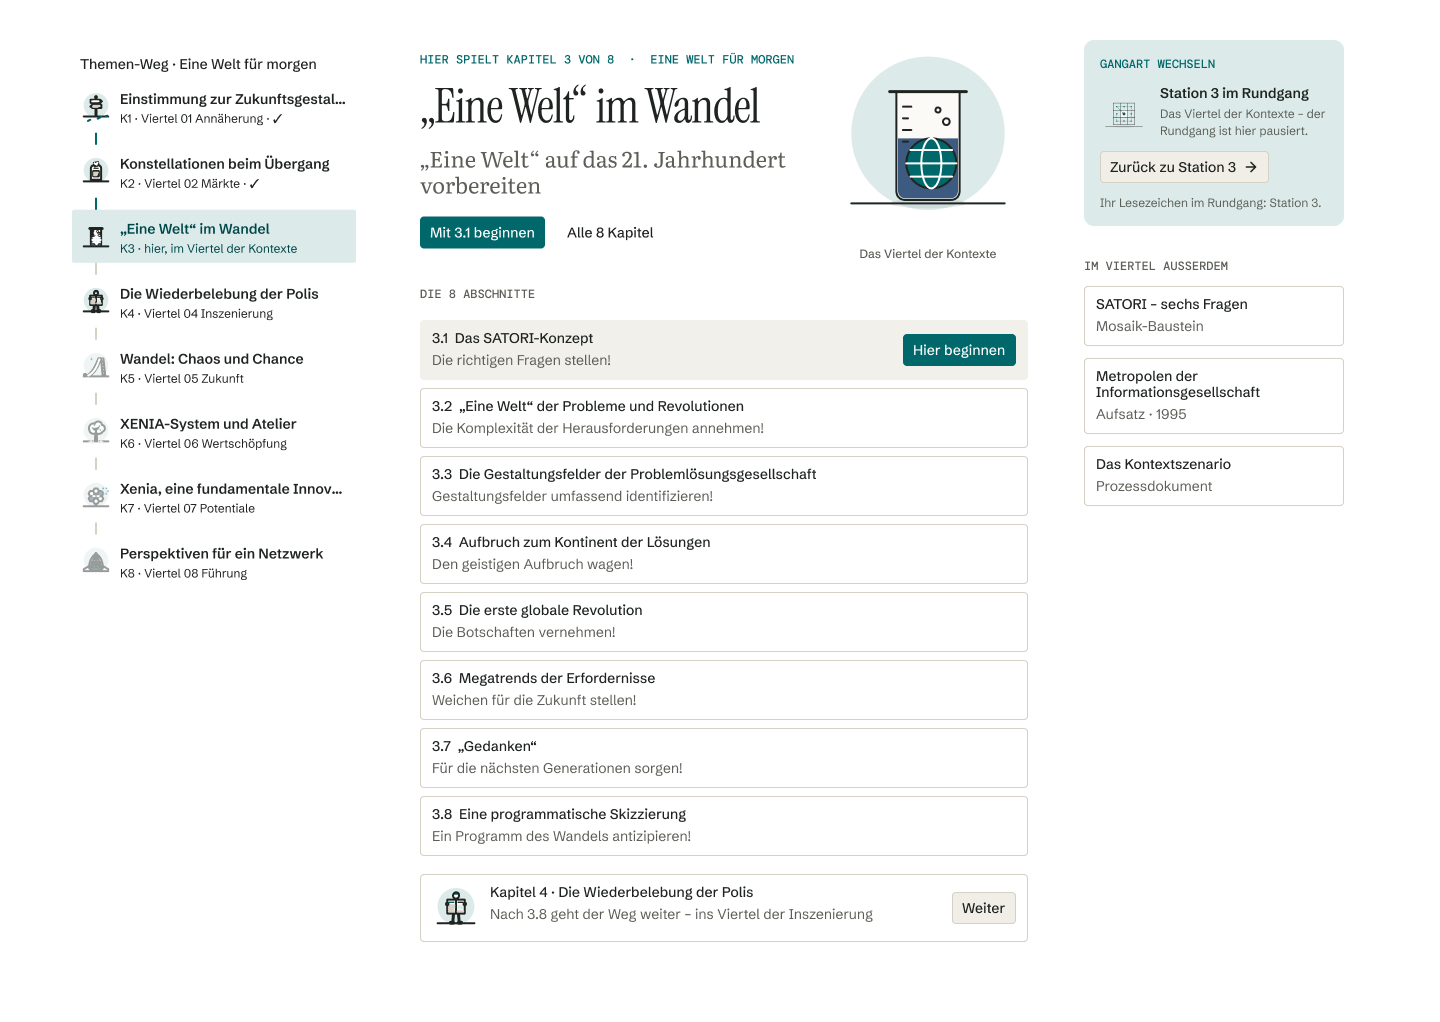 Themen-Weg · Eine Welt für morgen
Einstimmung zur Zukunftsgestal...
K1 · Viertel 01 Annäherung · ✓
Konstellationen beim Übergang
K2 · Viertel 02 Märkte · ✓
„Eine Welt“ im Wandel
K3 · hier, im Viertel der Kontexte
Die Wiederbelebung der Polis
K4 · Viertel 04 Inszenierung
Wandel: Chaos und Chance
K5 · Viertel 05 Zukunft
XENIA-System und Atelier
K6 · Viertel 06 Wertschöpfung
Xenia, eine fundamentale Innov...
K7 · Viertel 07 Potentiale
Perspektiven für ein Netzwerk
K8 · Viertel 08 Führung
HIER SPIELT KAPITEL 3 VON 8 · EINE WELT FÜR MORGEN
„Eine Welt“ im Wandel
„Eine Welt“ auf das 21. Jahrhundert
vorbereiten
Mit 3.1 beginnen
Alle 8 Kapitel
Das Viertel der Kontexte
DIE 8 ABSCHNITTE
3.1 Das SATORI-Konzept
Die richtigen Fragen stellen!
Hier beginnen
3.2 „Eine Welt“ der Probleme und Revolutionen
Die Komplexität der Herausforderungen annehmen!
3.3 Die Gestaltungsfelder der Problemlösungsgesellschaft
Gestaltungsfelder umfassend identifizieren!
3.4 Aufbruch zum Kontinent der Lösungen
Den geistigen Aufbruch wagen!
3.5 Die erste globale Revolution
Die Botschaften vernehmen!
3.6 Megatrends der Erfordernisse
Weichen für die Zukunft stellen!
3.7 „Gedanken“
Für die nächsten Generationen sorgen!
3.8 Eine programmatische Skizzierung
Ein Programm des Wandels antizipieren!
Kapitel 4 · Die Wiederbelebung der Polis
Nach 3.8 geht der Weg weiter – ins Viertel der Inszenierung
Weiter
GANGART WECHSELN
Station 3 im Rundgang
Das Viertel der Kontexte – der
Rundgang ist hier pausiert.
Zurück zu Station 3 →
Ihr Lesezeichen im Rundgang: Station 3.
IM VIERTEL AUSSERDEM
SATORI – sechs Fragen
Mosaik-Baustein
Metropolen der
Informationsgesellschaft
Aufsatz · 1995
Das Kontextszenario
Prozessdokument